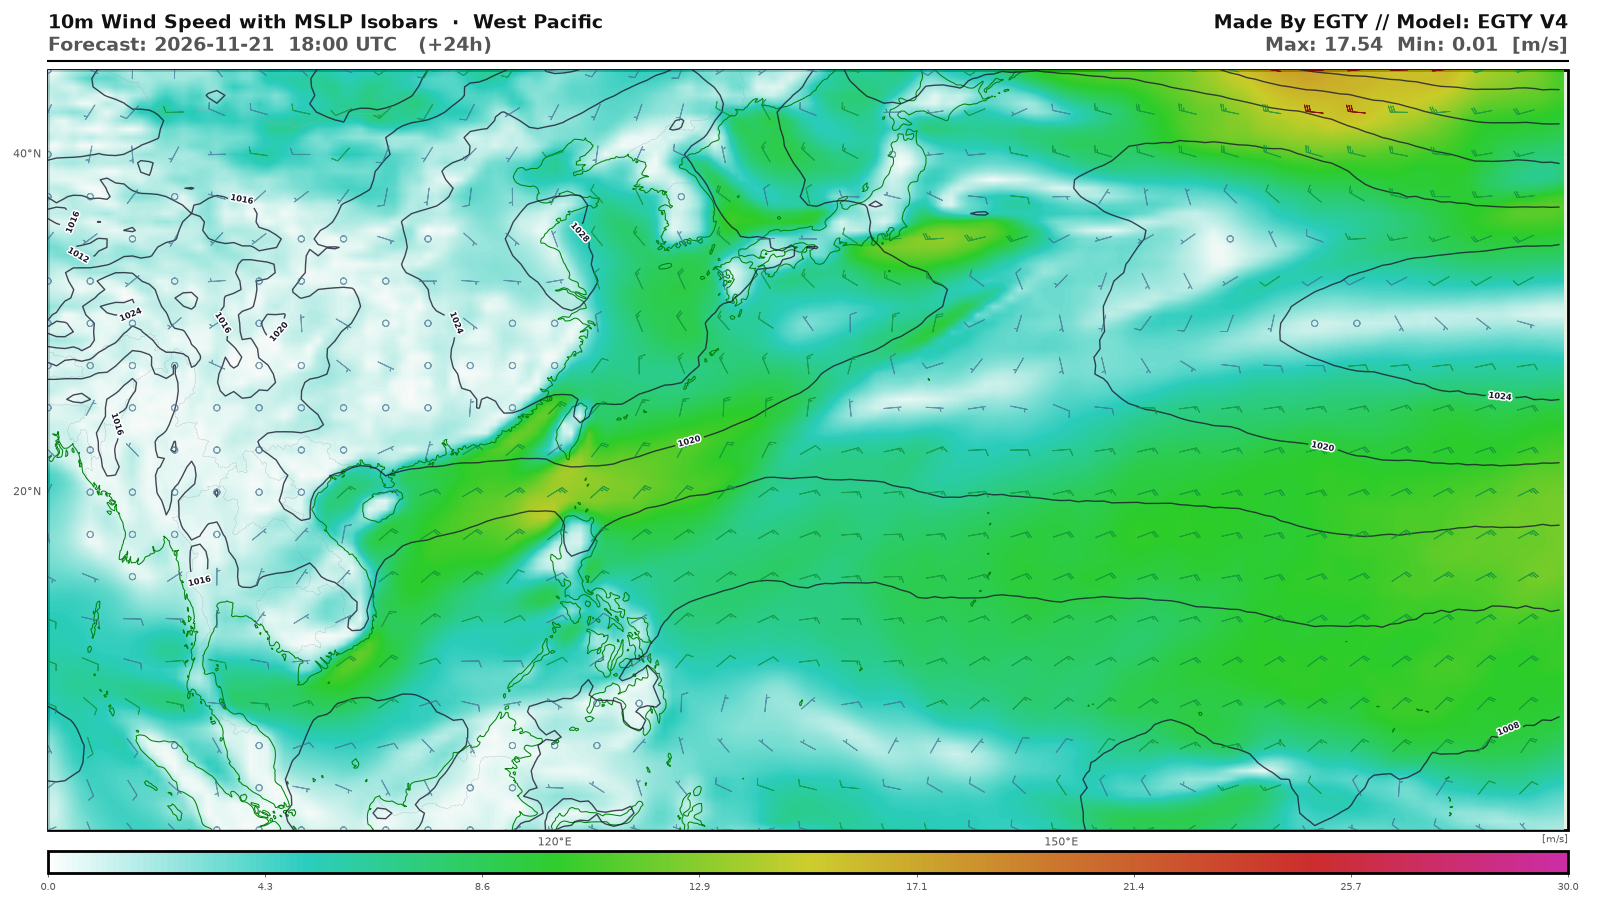 10m Wind Speed with MSLP Isobars · West Pacific
Made By EGTY // Model: EGTY V4
Forecast: 2026-11-21 18:00 UTC (+24h)
Max: 17.54 Min: 0.01 [m/s]
40°N
20°N
1016
1016
1012
1028
1024
1016
1020
1024
1016
1020
1024
1020
1016
1008
120°E
150°E
[m/s]
0.0
4.3
8.6
12.9
17.1
21.4
25.7
30.0